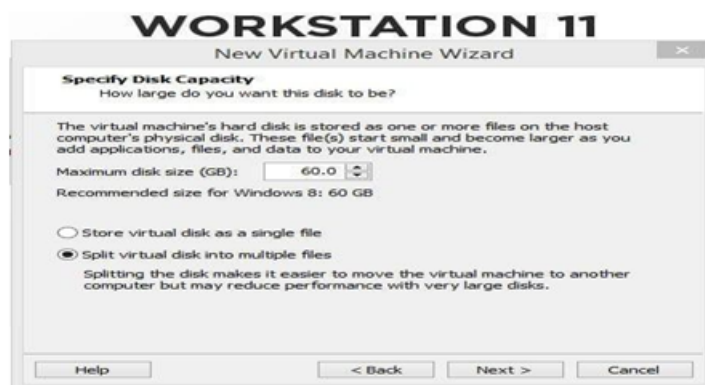 WORKSTATION 11
New Virtual Machine Wizard
Specify Disk Capacity
How large do you want this disk to be?
The virtual machine's hard disk is stored as one or more files on the host
computer's physical disk. These file(s) start small and become larger as you
add applications, files, and data to your virtual machine.
Maximum disk size (GB): 60.0
Recommended size for Windows 8: 60 GB
Store virtual disk as a single file
Split virtual disk into multiple files
Splitting the disk makes it easier to move the virtual machine to another
computer but may reduce performance with very large disks.
Help < Back Next > Cancel